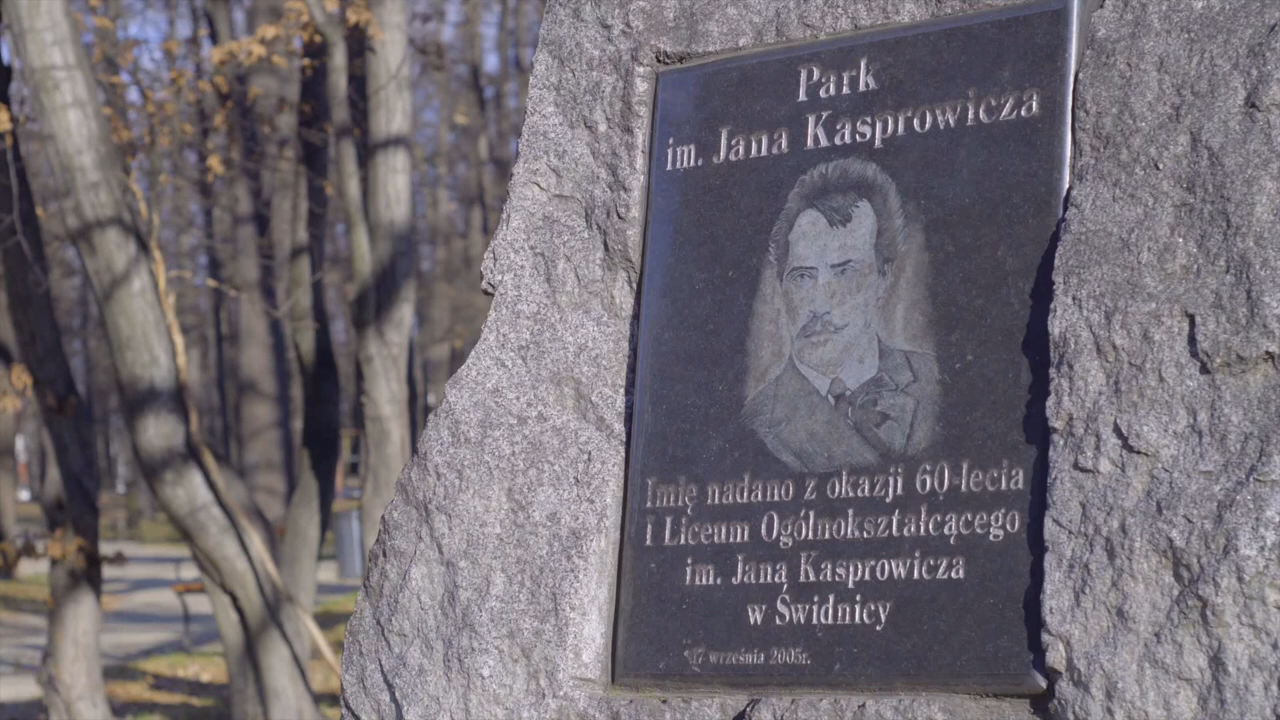 Park
im. Jana Kasprowicza
Imię nadano z okazji 60-lecia
I Liceum Ogólnokształcącego
im. Jana Kasprowicza
w Świdnicy
17 września 2005r.